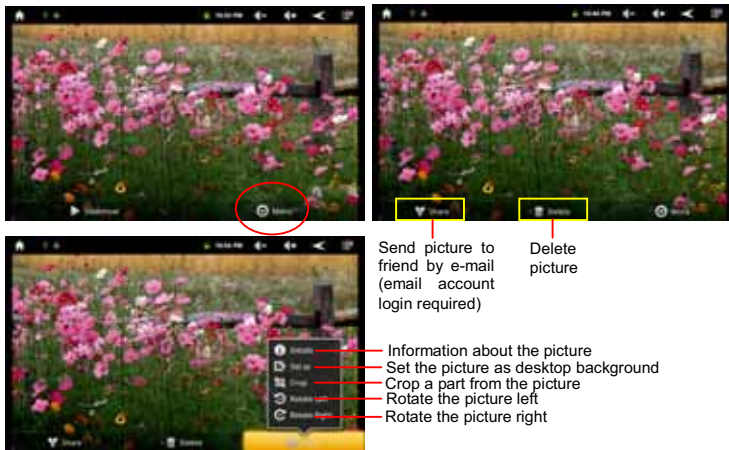 Slideshow
Menu
Share
Delete
More
Send picture to
friend by e-mail
(email account
login required)
Delete
picture
Details
Set as
Crop
Rotate Left
Rotate Right
Information about the picture
Set the picture as desktop background
Crop a part from the picture
Rotate the picture left
Rotate the picture right
Share
Delete